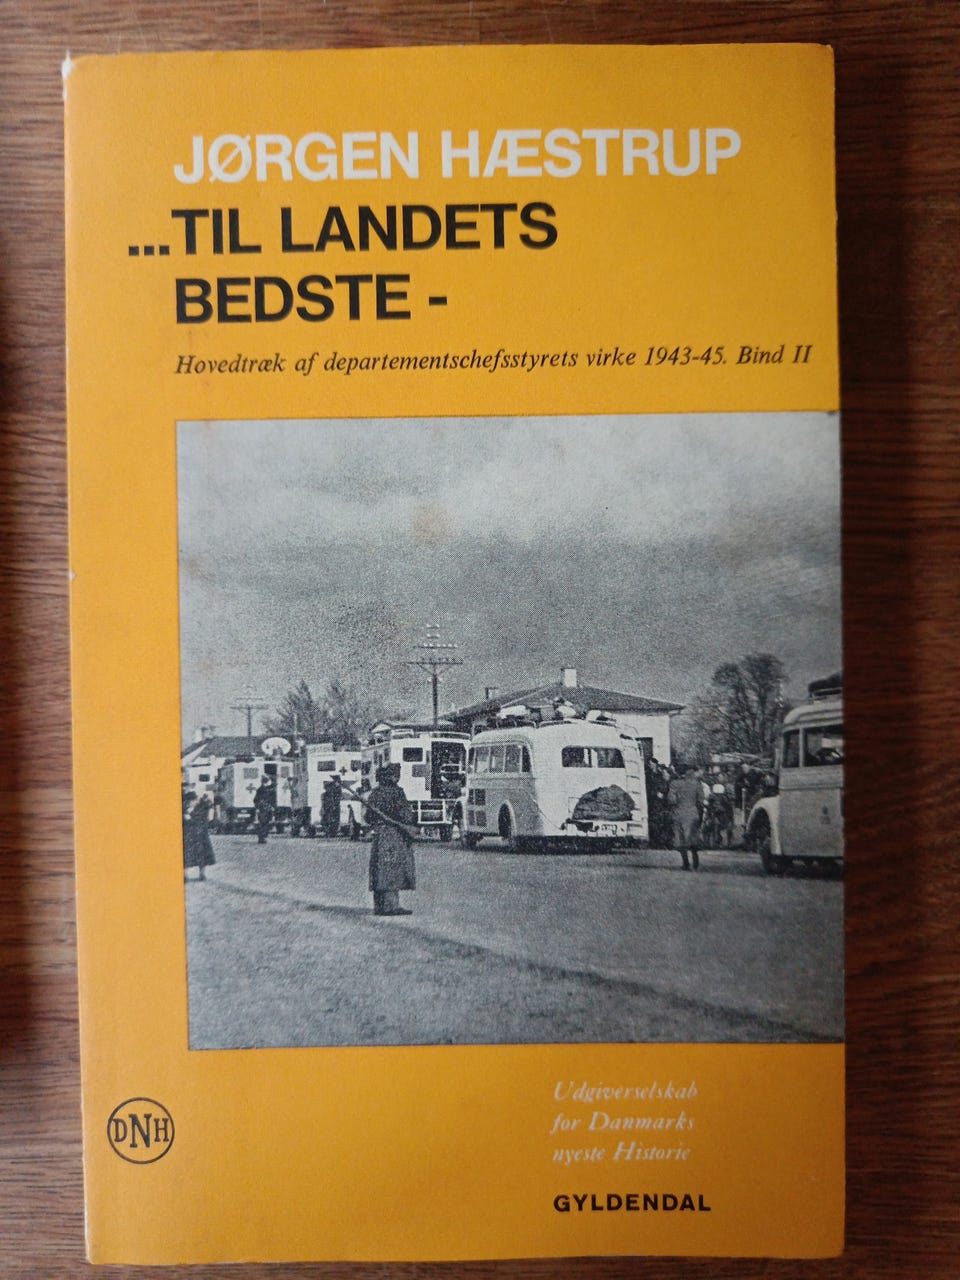 JØRGEN HÆSTRUP
...TIL LANDETS
BEDSTE -
Hovedtræk af departementschefsstyrets virke 1943-45. Bind II
DNH
Udgiverselskab
for Danmarks
nyeste Historie
GYLDENDAL